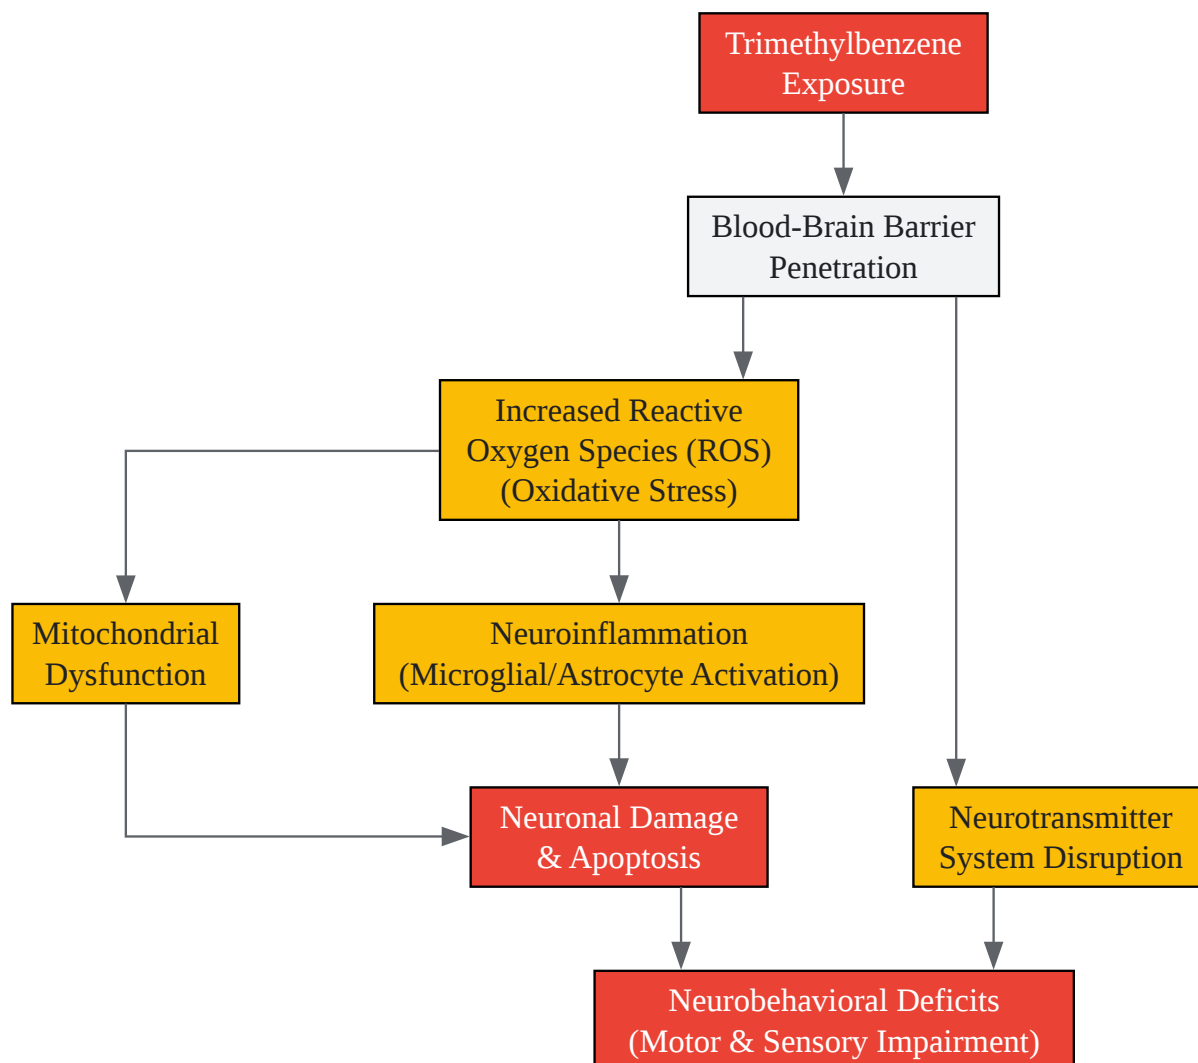 Trimethylbenzene
Exposure
Blood-Brain Barrier
Penetration
Increased Reactive
Oxygen Species (ROS)
(Oxidative Stress)
Mitochondrial
Dysfunction
Neuroinflammation
(Microglial/Astrocyte Activation)
Neuronal Damage
& Apoptosis
Neurotransmitter
System Disruption
Neurobehavioral Deficits
(Motor & Sensory Impairment)